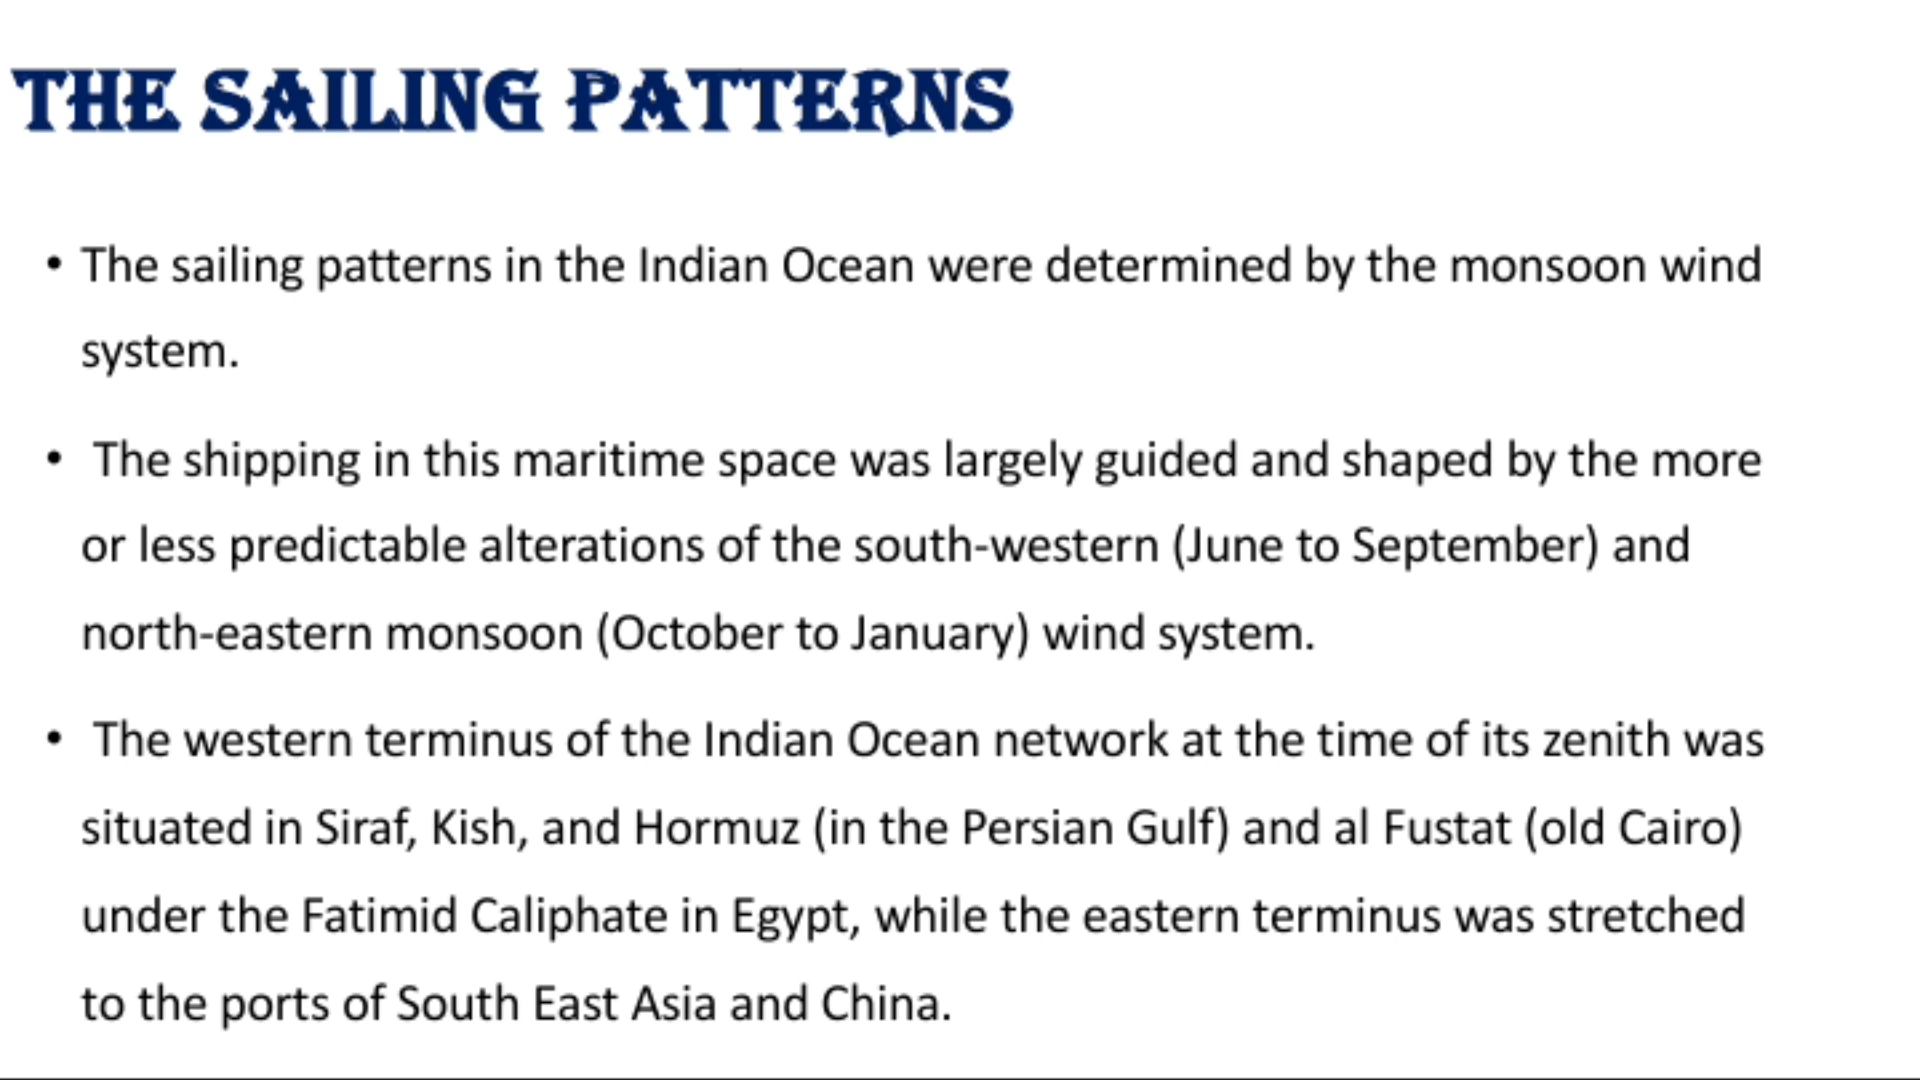 THE SAILING PATTERNS
• The sailing patterns in the Indian Ocean were determined by the monsoon wind
system.
• The shipping in this maritime space was largely guided and shaped by the more
or less predictable alterations of the south-western (June to September) and
north-eastern monsoon (October to January) wind system.
• The western terminus of the Indian Ocean network at the time of its zenith was
situated in Siraf, Kish, and Hormuz (in the Persian Gulf) and al Fustat (old Cairo)
under the Fatimid Caliphate in Egypt, while the eastern terminus was stretched
to the ports of South East Asia and China.